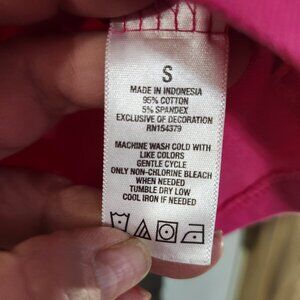 S
MADE IN INDONESIA
95% COTTON
5% SPANDEX
EXCLUSIVE OF DECORATION
RN154379
MACHINE WASH COLD WITH
LIKE COLORS
GENTLE CYCLE
ONLY NON-CHLORINE BLEACH
WHEN NEEDED
TUMBLE DRY LOW
COOL IRON IF NEEDED